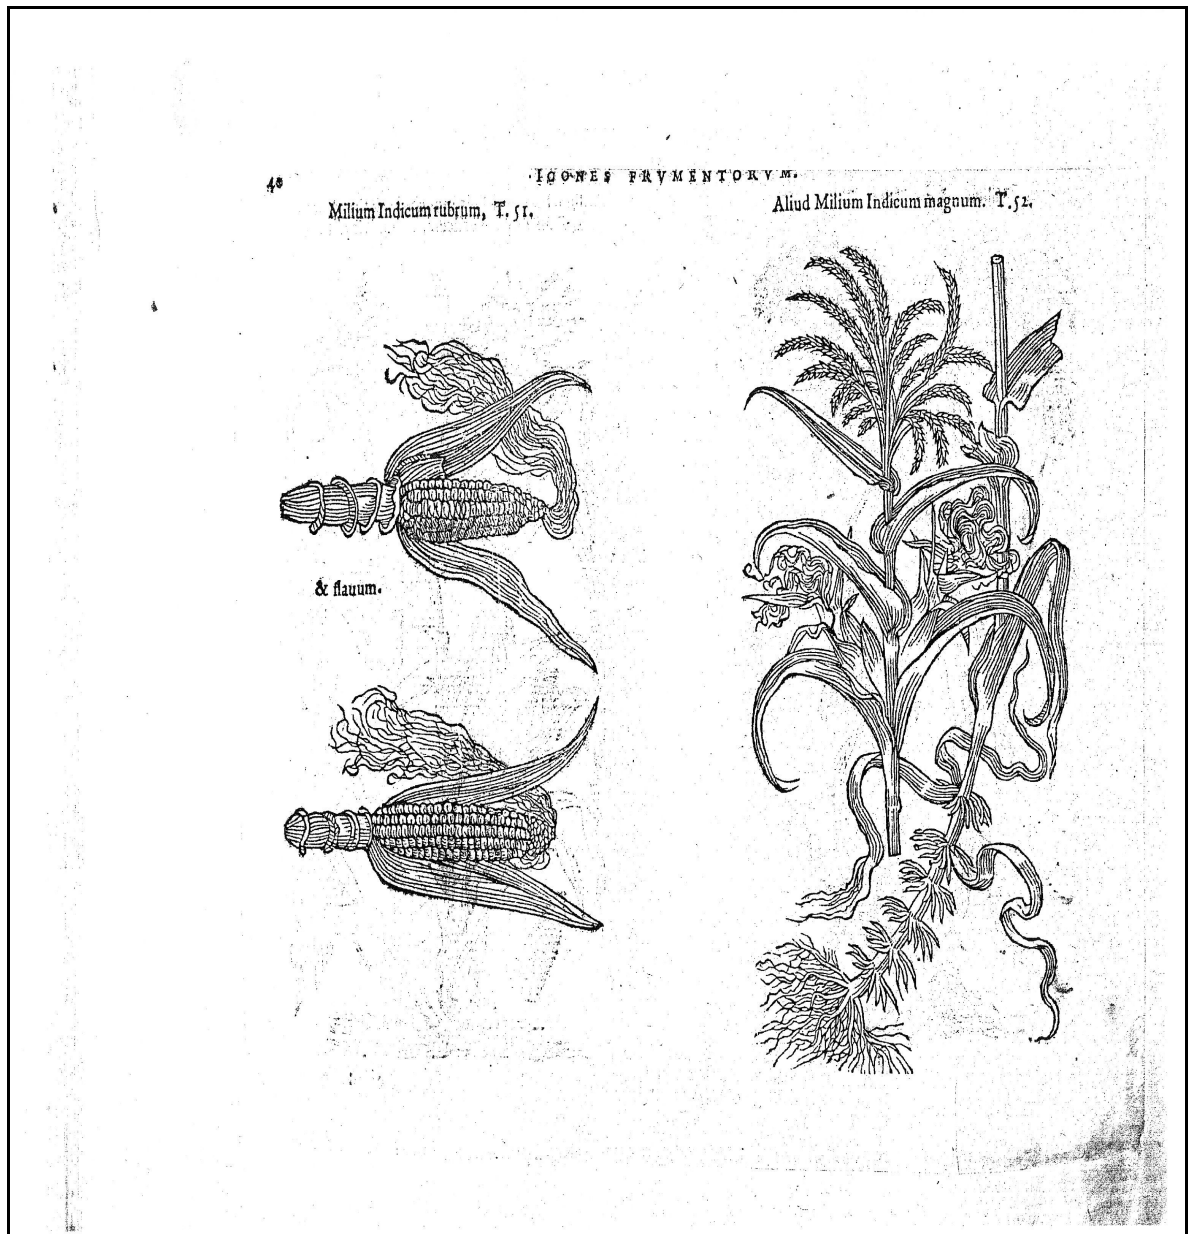 40
ICONES FRVMENTORVM.
Milium Indicum rubrum, T. 51.
Aliud Milium Indicum magnum. T. 52.
& flauum.